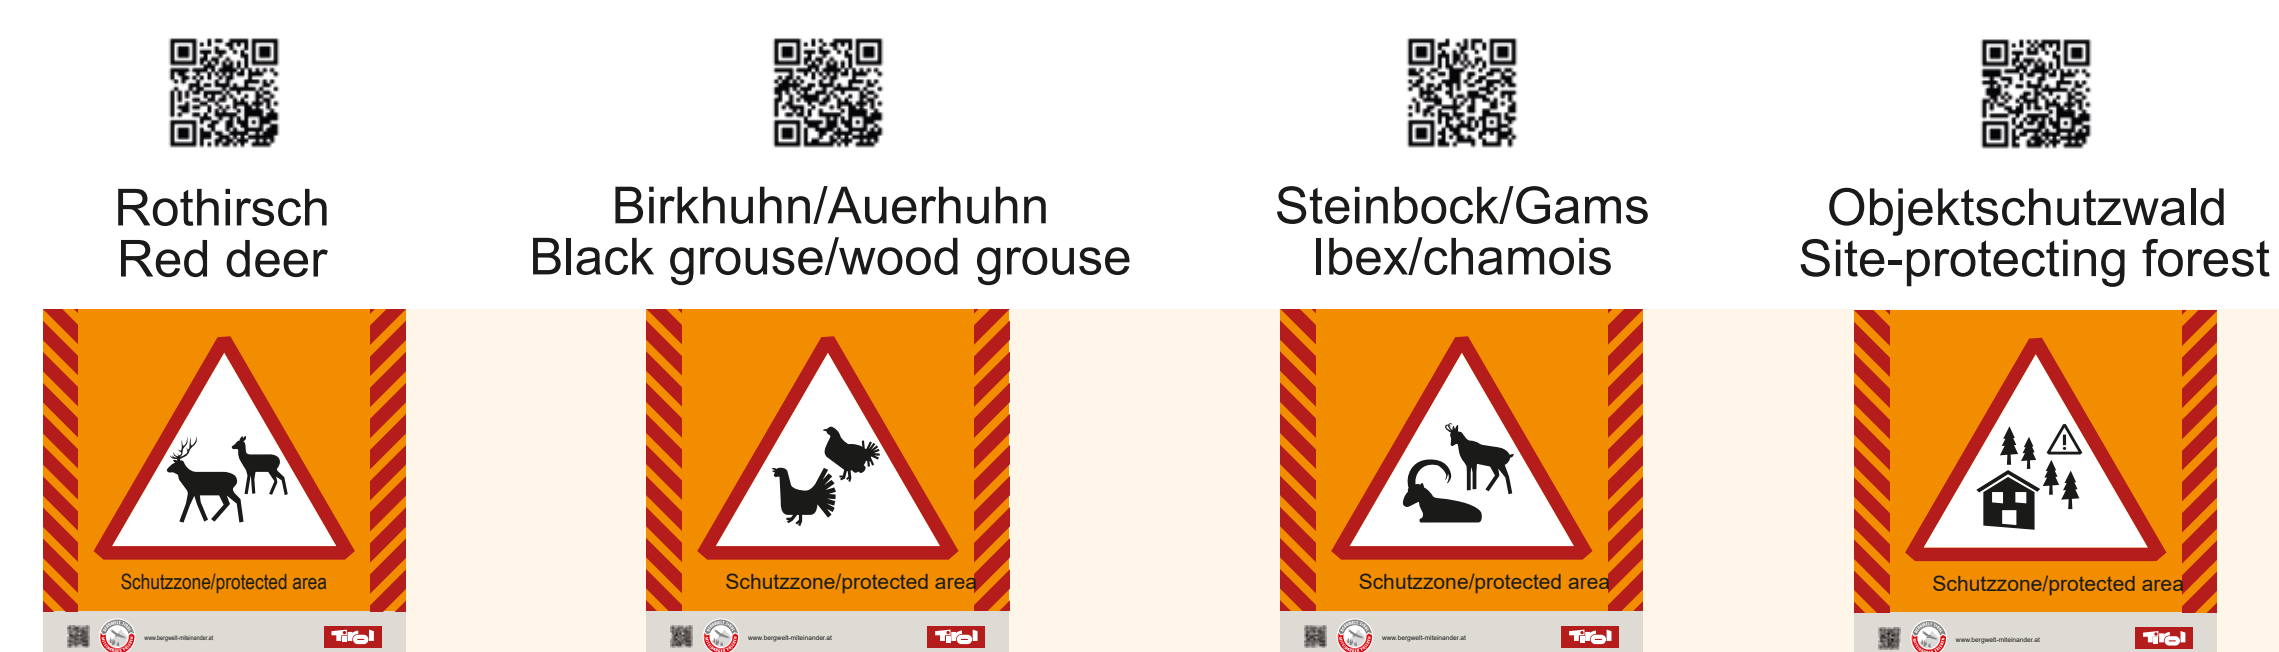 Rothirsch
Red deer
Birkhuhn/Auerhuhn
Black grouse/wood grouse
Steinbock/Gams
Ibex/chamois
Objektschutzwald
Site-protecting forest
Schutzzone/protected area
Schutzzone/protected area
Schutzzone/protected area
Schutzzone/protected area
www.bergwelt-miteinander.at
Tirol
www.bergwelt-miteinander.at
Tirol
www.bergwelt-miteinander.at
Tirol
www.bergwelt-miteinander.at
Tirol